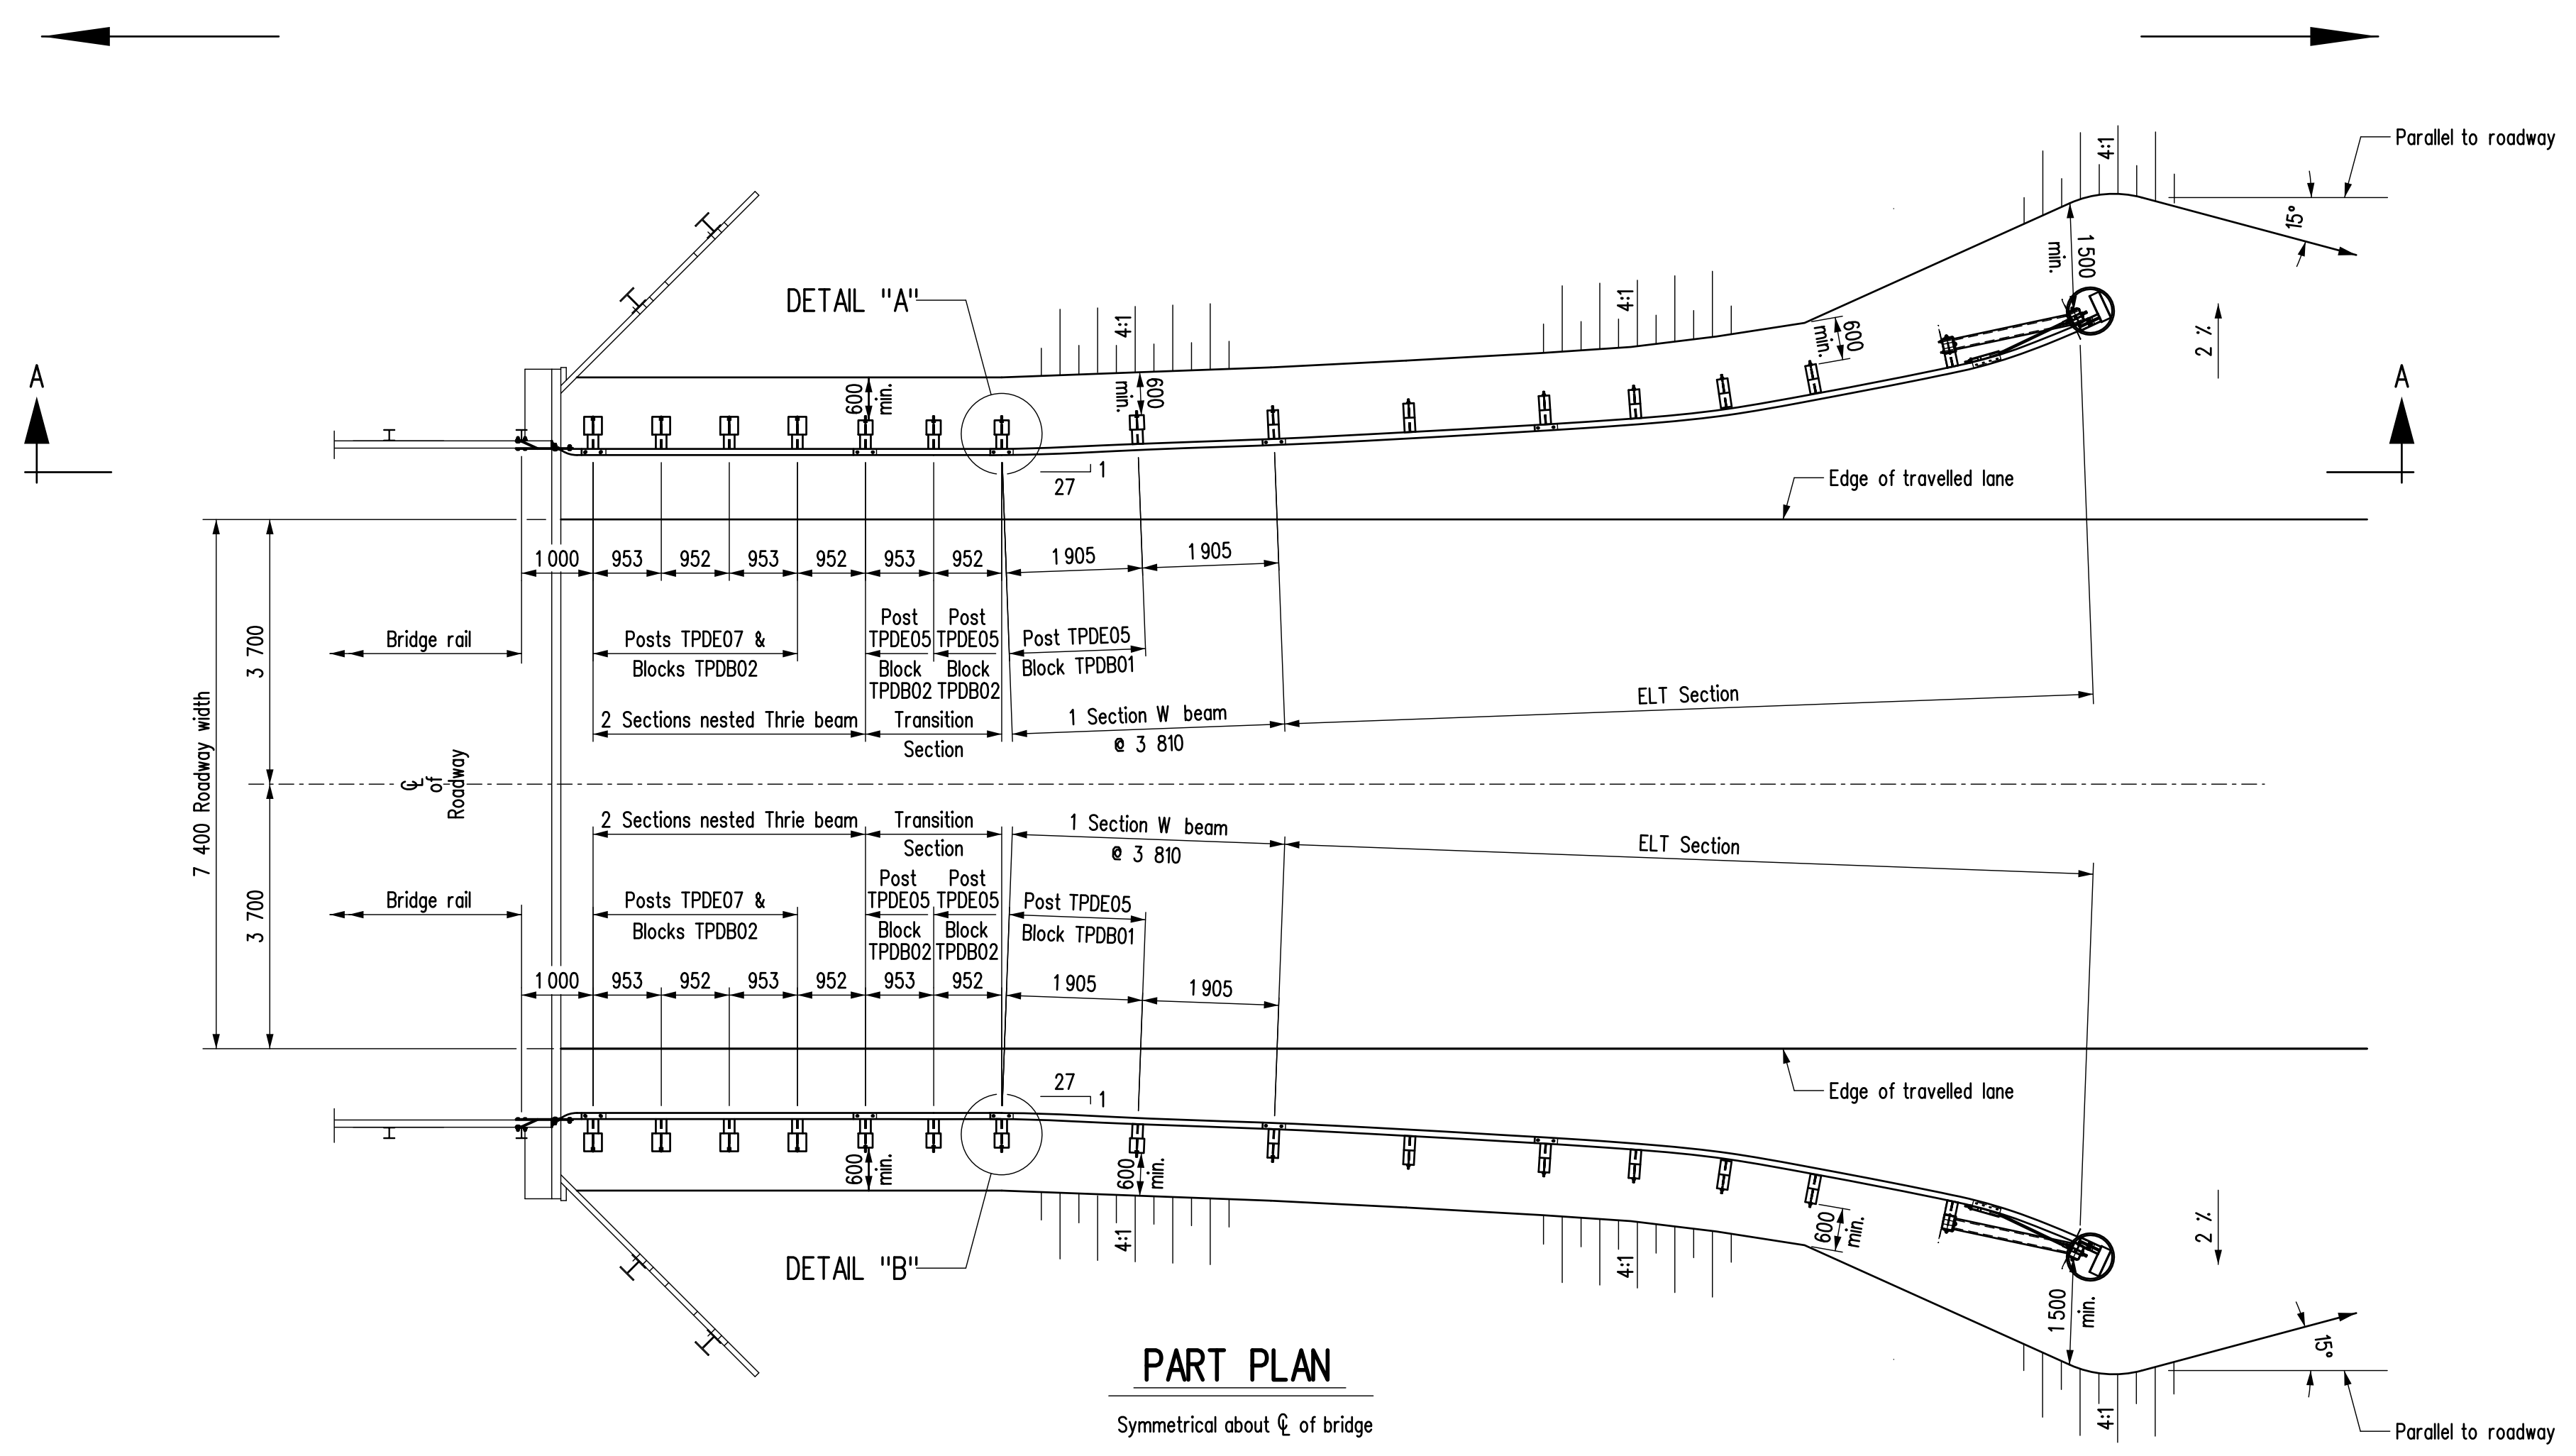 Parallel to roadway
4:1
15°
1 500
min.
DETAIL "A"
4:1
4:1
600
min.
2 %
A
A
600
min.
600
min.
1
27
Edge of travelled lane
1 000
953
952
953
952
953
952
1 905
1 905
Bridge rail
Posts TPDE07 &
Blocks TPDB02
Post
TPDE05
Block
TPDB02
Post
TPDE05
Block
TPDB02
Post TPDE05
Block TPDB01
3 700
2 Sections nested Thrie beam
Transition
Section
1 Section W beam
@ 3 810
ELT Section
7 400 Roadway width
℄
of
Roadway
2 Sections nested Thrie beam
Transition
Section
1 Section W beam
@ 3 810
ELT Section
3 700
Bridge rail
Posts TPDE07 &
Blocks TPDB02
Post
TPDE05
Block
TPDB02
Post
TPDE05
Block
TPDB02
Post TPDE05
Block TPDB01
1 000
953
952
953
952
953
952
1 905
1 905
27
1
Edge of travelled lane
600
min.
600
min.
600
min.
4:1
4:1
2 %
DETAIL "B"
1 500
min.
15°
4:1
Parallel to roadway
PART PLAN
Symmetrical about ℄ of bridge